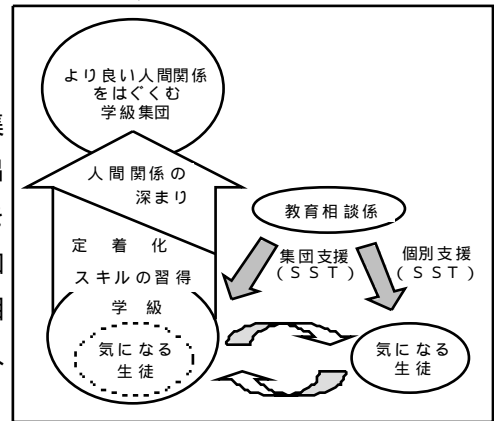 より良い人間関係
をはぐくむ
学級集団
人間関係の
深まり
教育相談係
定着化
集団支援
(SST)
個別支援
(SST)
スキルの習得
学級
気になる
生徒
気になる
生徒